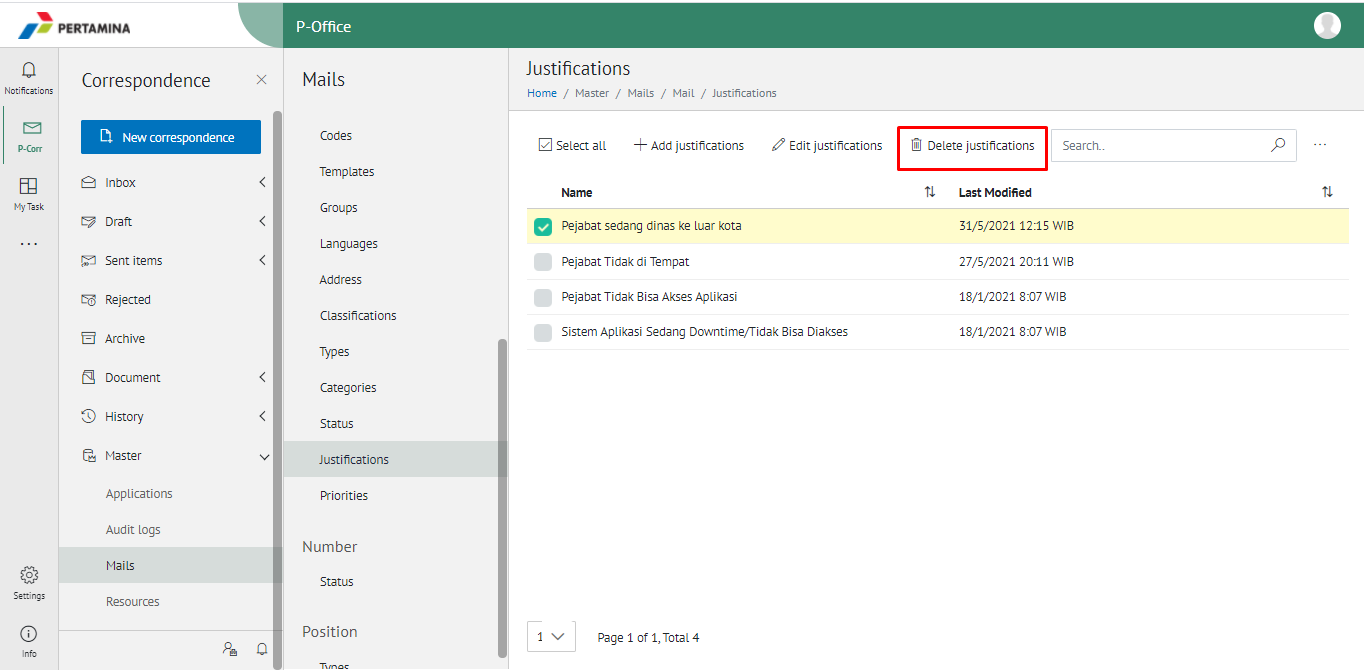 PERTAMINA
P-Office
Notifications
P-Corr
My Task
Settings
Info
Correspondence
New correspondence
Inbox
Draft
Sent items
Rejected
Archive
Document
History
Master
Applications
Audit logs
Mails
Resources
Mails
Codes
Templates
Groups
Languages
Address
Classifications
Types
Categories
Status
Justifications
Priorities
Number
Status
Position
Types
Justifications
Home / Master / Mails / Mail / Justifications
Select all Add justifications Edit justifications Delete justifications Search.. ...
Name Last Modified
Pejabat sedang dinas ke luar kota 31/5/2021 12:15 WIB
Pejabat Tidak di Tempat 27/5/2021 20:11 WIB
Pejabat Tidak Bisa Akses Aplikasi 18/1/2021 8:07 WIB
Sistem Aplikasi Sedang Downtime/Tidak Bisa Diakses 18/1/2021 8:07 WIB
1 Page 1 of 1, Total 4